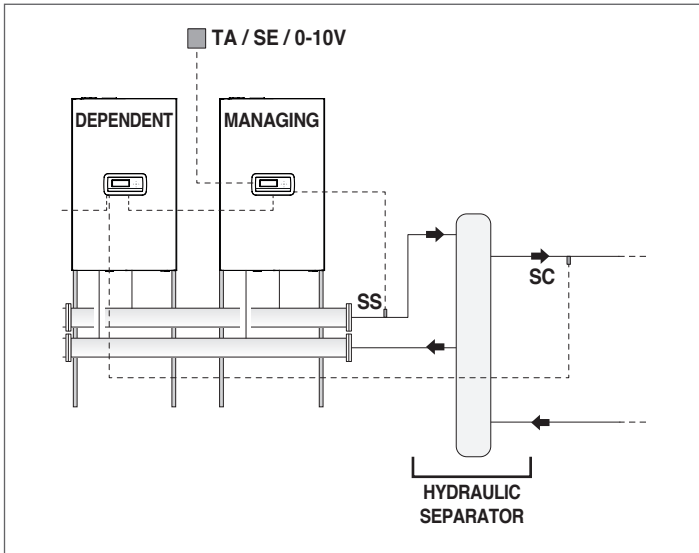 TA / SE / 0-10V
DEPENDENT
MANAGING
SS
SC
HYDRAULIC
SEPARATOR